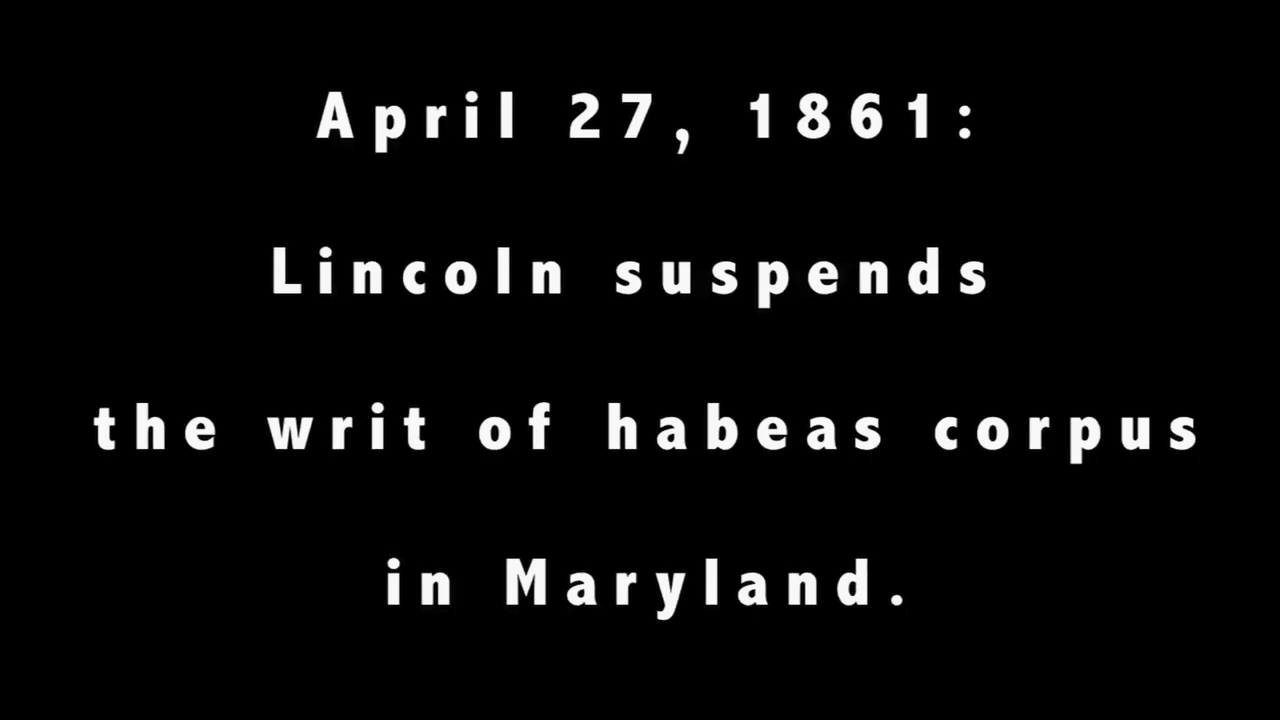 April 27, 1861:
Lincoln suspends
the writ of habeas corpus
in Maryland.